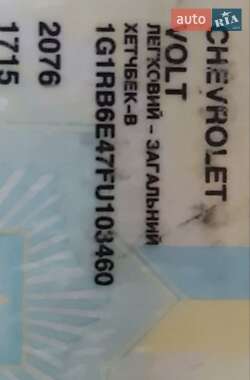 auto RIA
CHEVROLET
VOLT
ЛЕГКОВИЙ – ЗАГАЛЬНИЙ
ХЕТЧБЕК-В
1G1RB6E47FU103460
2076
1715